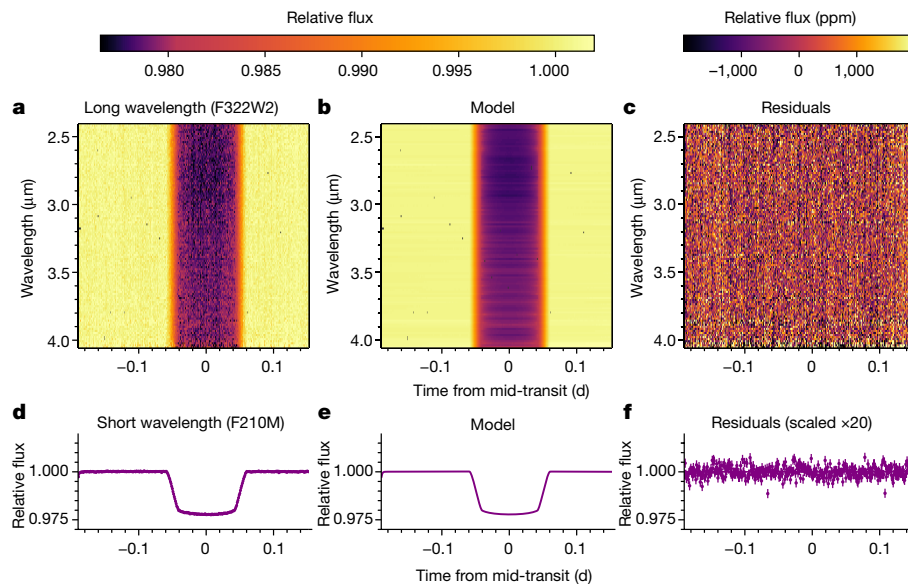 Relative flux
0.980 0.985 0.990 0.995 1.000
Relative flux (ppm)
−1,000 0 1,000
a Long wavelength (F322W2)
Wavelength (μm)
2.5
3.0
3.5
4.0
−0.1 0 0.1
b Model
Wavelength (μm)
2.5
3.0
3.5
4.0
−0.1 0 0.1
Time from mid-transit (d)
c Residuals
Wavelength (μm)
2.5
3.0
3.5
4.0
−0.1 0 0.1
d Short wavelength (F210M)
Relative flux
1.000
0.975
−0.1 0 0.1
e Model
Relative flux
1.000
0.975
−0.1 0 0.1
Time from mid-transit (d)
f Residuals (scaled ×20)
Relative flux
1.000
0.975
−0.1 0 0.1